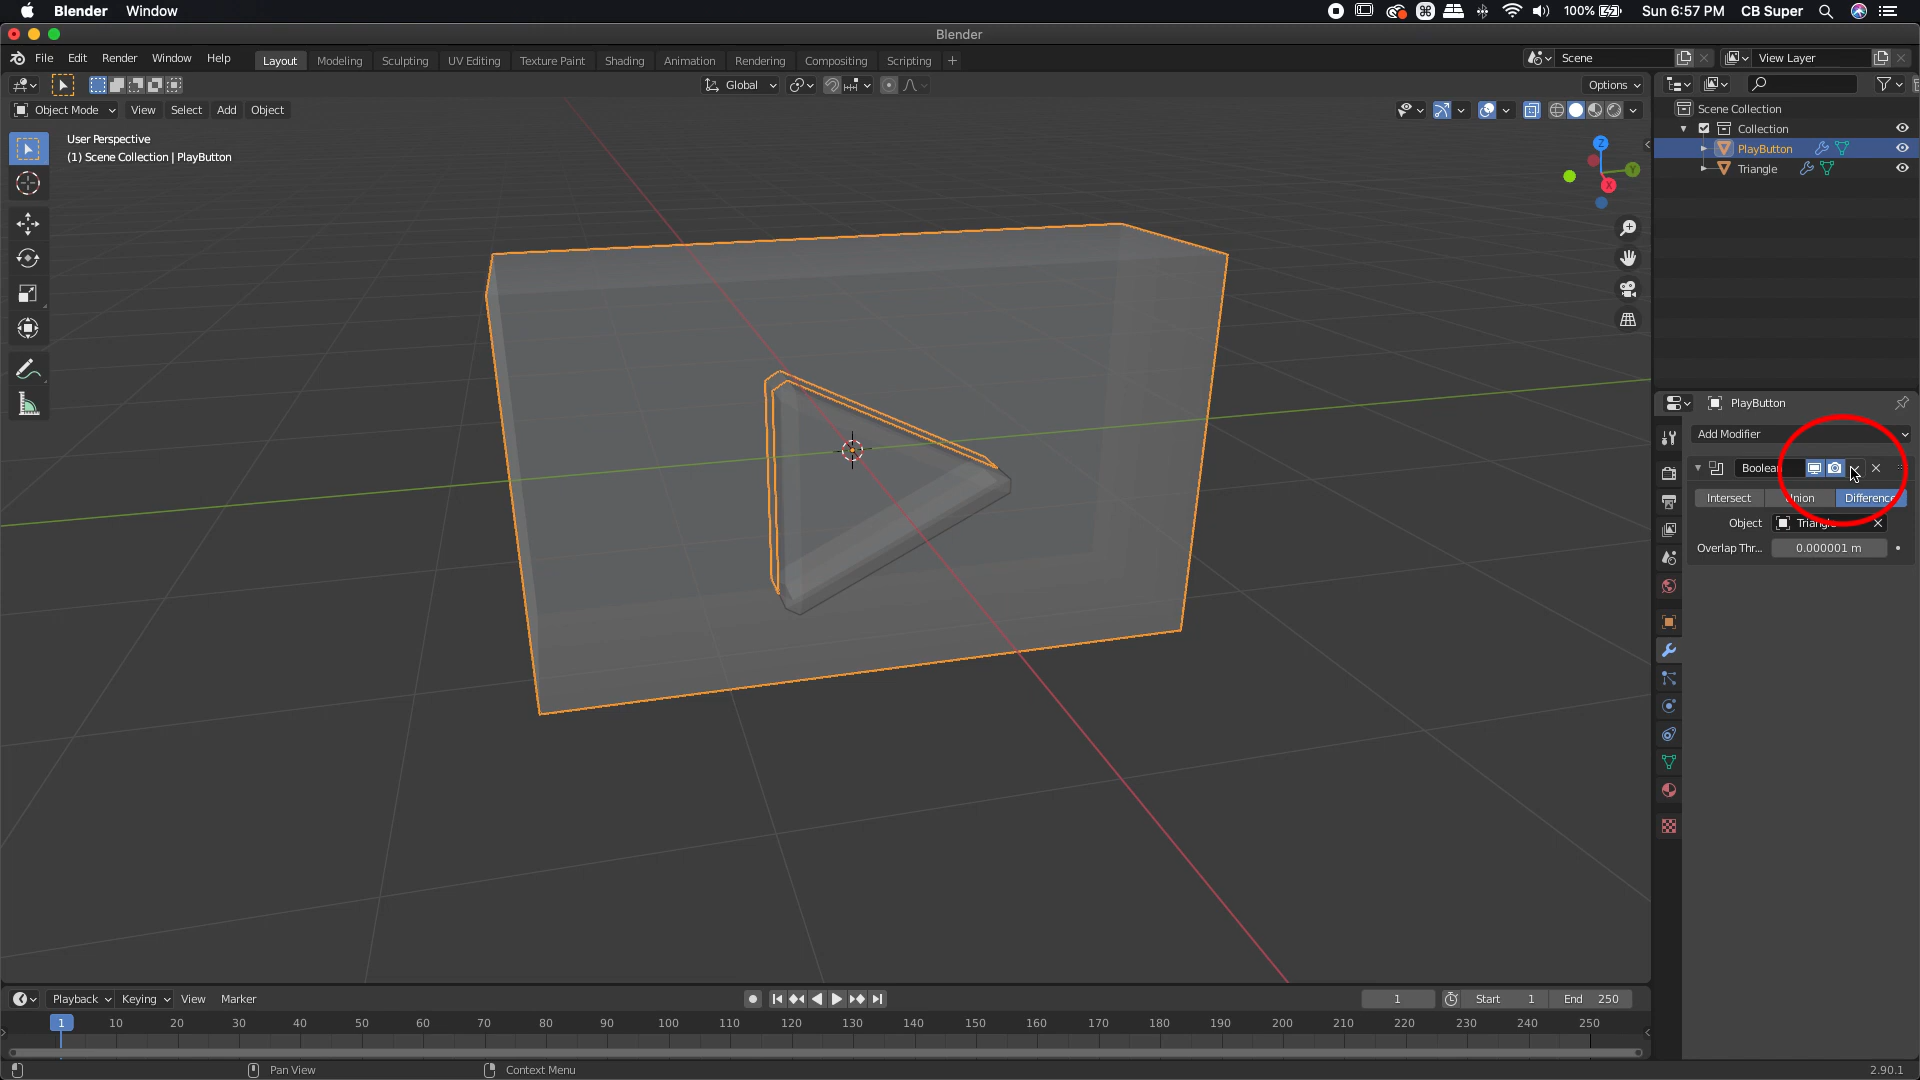 Blender Window 100% Sun 6:57 PM CB Super
Blender
File Edit Render Window Help Layout Modeling Sculpting UV Editing Texture Paint Shading Animation Rendering Compositing Scripting + Scene View Layer
Global Options
Object Mode View Select Add Object
User Perspective
(1) Scene Collection | PlayButton
Z
Y
X
Scene Collection
Collection
PlayButton
Triangle
PlayButton
Add Modifier
Boolean
Intersect Union Difference
Object Triangle
Overlap Thr... 0.000001 m
Playback Keying View Marker 1 Start 1 End 250
1 10 20 30 40 50 60 70 80 90 100 110 120 130 140 150 160 170 180 190 200 210 220 230 240 250
Pan View Context Menu 2.90.1